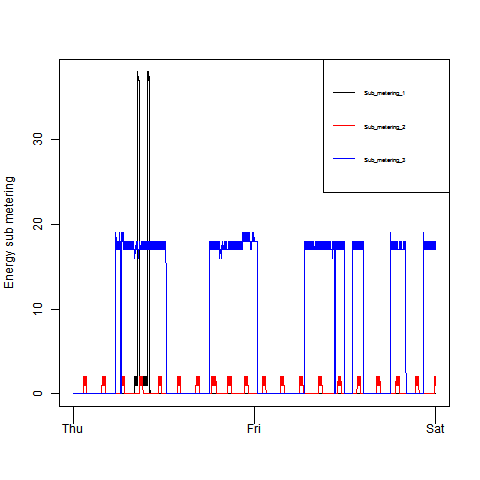 Sub_metering_1
Sub_metering_2
Sub_metering_3
Energy sub metering
30
20
10
0
Thu Fri Sat